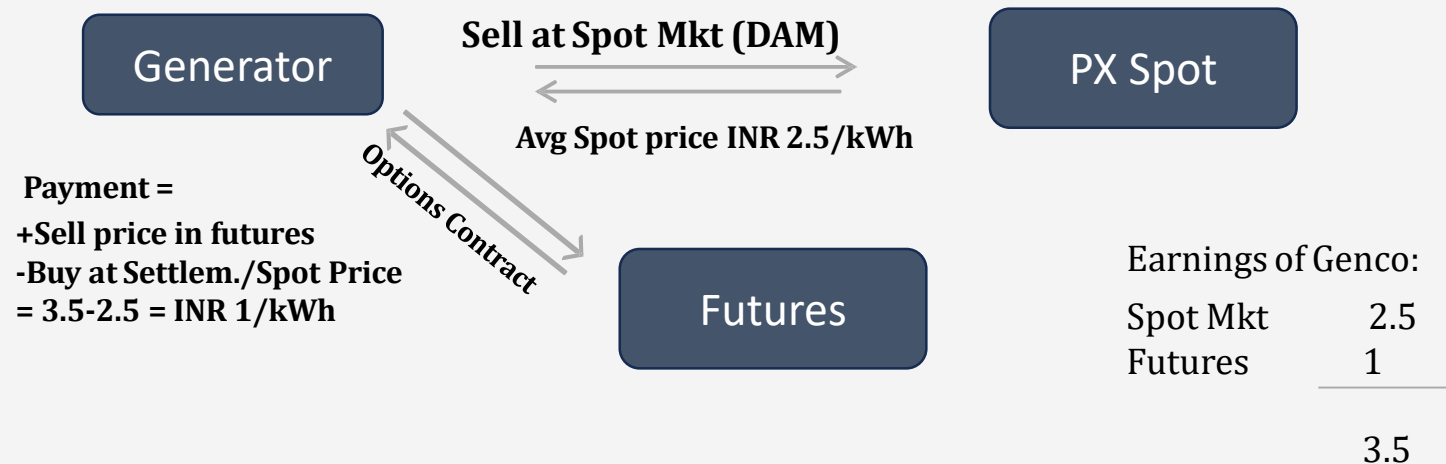 Generator
Sell at Spot Mkt (DAM)
PX Spot
Avg Spot price INR 2.5/kWh
Options Contract
Payment =
+Sell price in futures
-Buy at Settlem./Spot Price
= 3.5-2.5 = INR 1/kWh
Futures
Earnings of Genco:
Spot Mkt 2.5
Futures 1
3.5